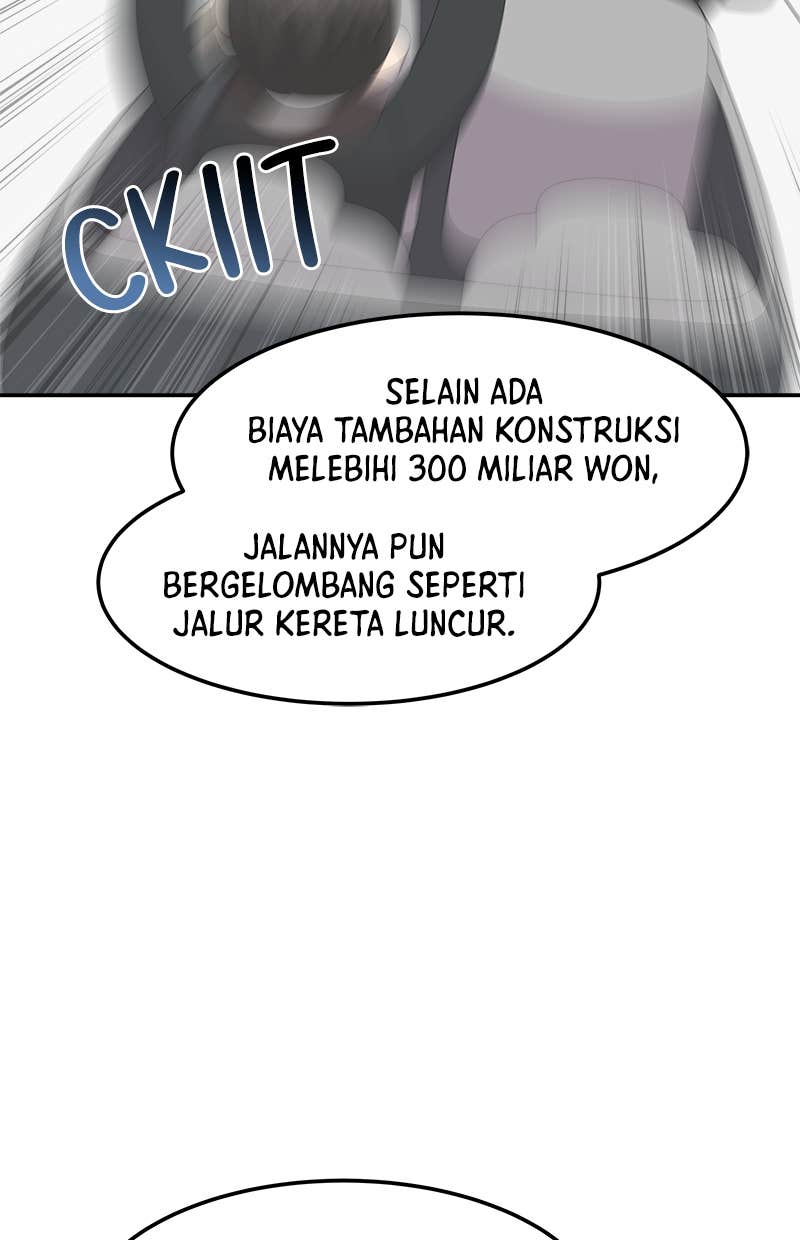 CKIIT
SELAIN ADA
BIAYA TAMBAHAN KONSTRUKSI
MELEBIHI 300 MILIAR WON,
JALANNYA PUN
BERGELOMBANG SEPERTI
JALUR KERETA LUNCUR.